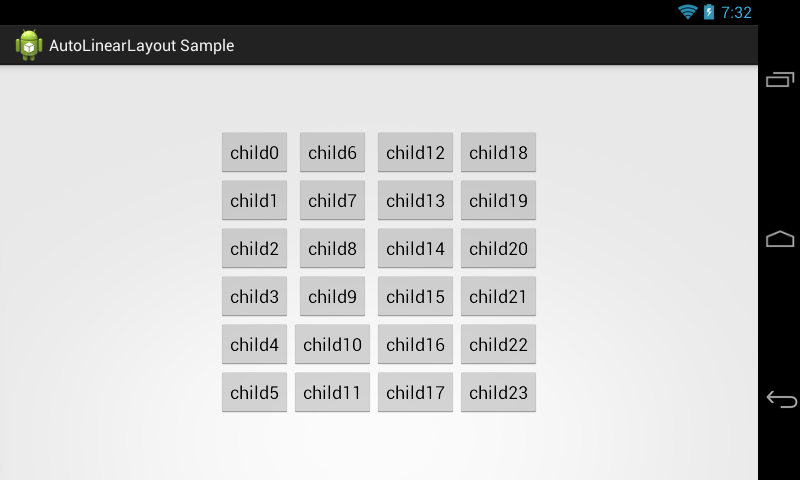 7:32
AutoLinearLayout Sample
child0 child6 child12 child18
child1 child7 child13 child19
child2 child8 child14 child20
child3 child9 child15 child21
child4 child10 child16 child22
child5 child11 child17 child23